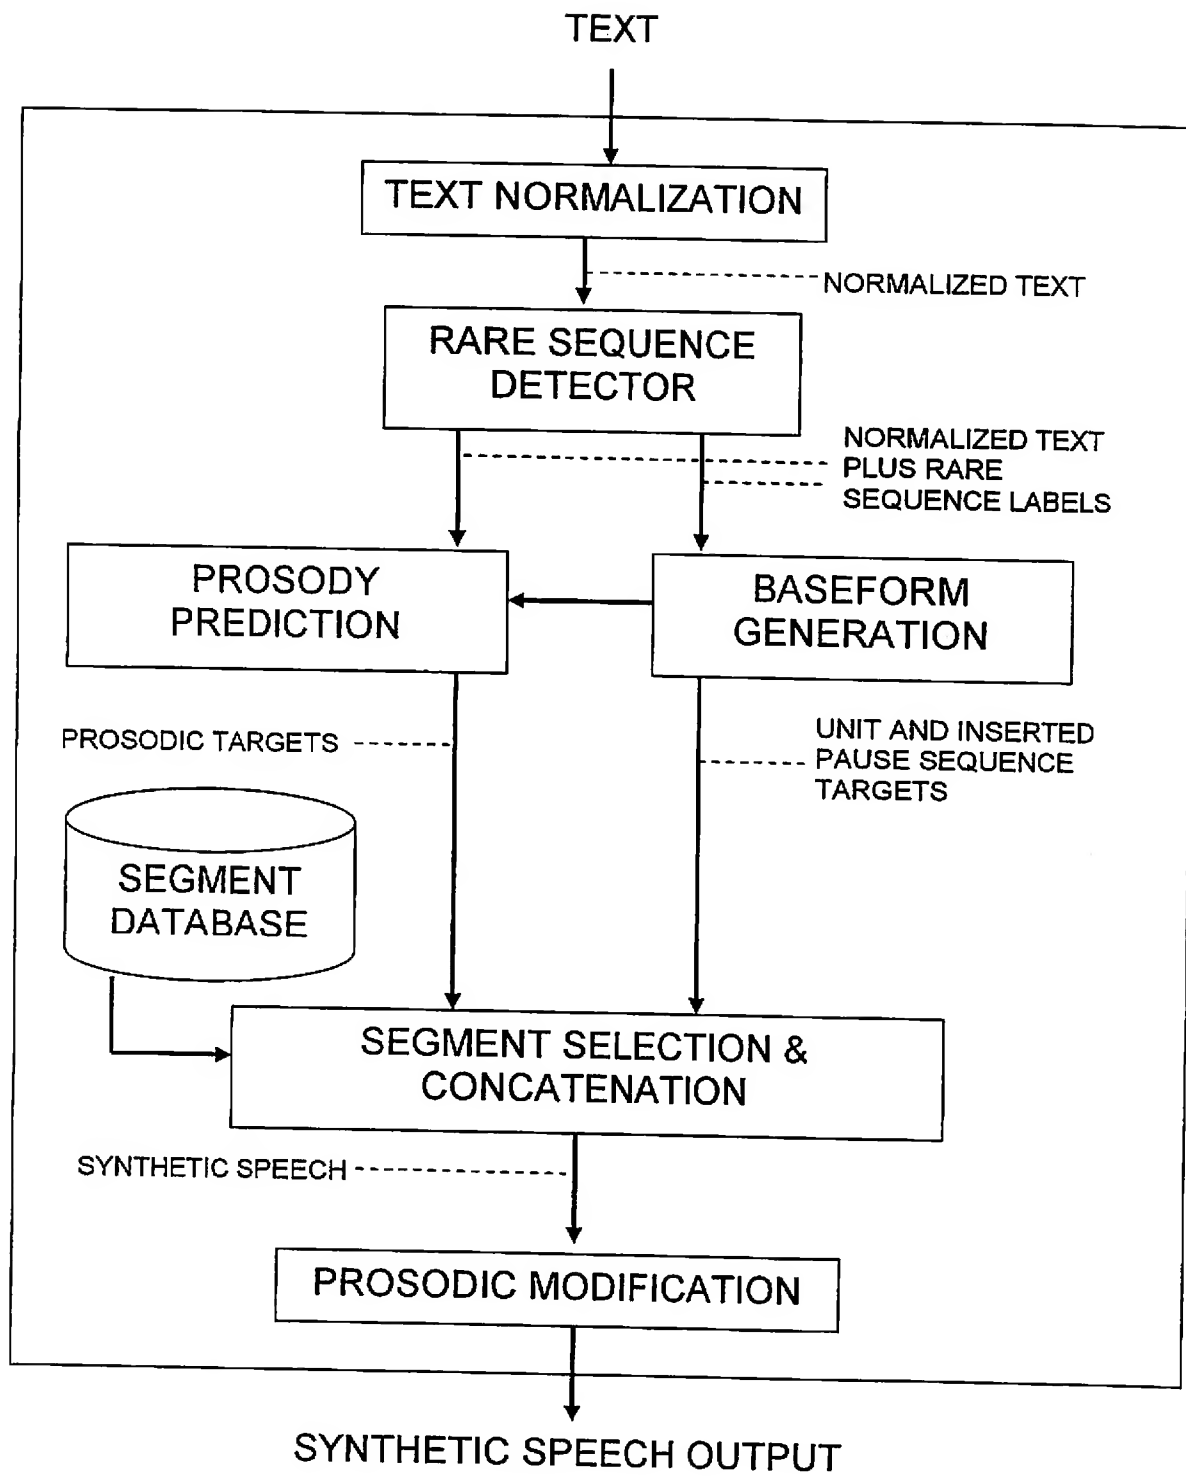 TEXT
TEXT NORMALIZATION
NORMALIZED TEXT
RARE SEQUENCE
DETECTOR
NORMALIZED TEXT
PLUS RARE
SEQUENCE LABELS
PROSODY
PREDICTION
BASEFORM
GENERATION
PROSODIC TARGETS
UNIT AND INSERTED
PAUSE SEQUENCE
TARGETS
SEGMENT
DATABASE
SEGMENT SELECTION &
CONCATENATION
SYNTHETIC SPEECH
PROSODIC MODIFICATION
SYNTHETIC SPEECH OUTPUT